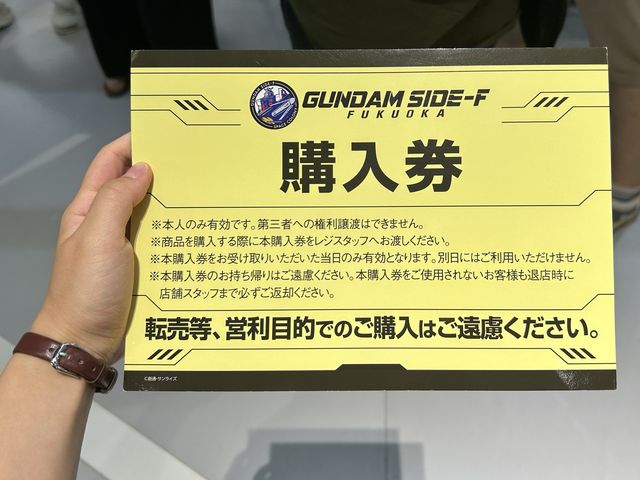 GUNDAM SIDE-F
FUKUOKA
購入券
※本人のみ有効です。第三者への権利譲渡はできません。
※商品を購入する際に本購入券をレジスタッフへお渡しください。
※本購入券をお受け取りいただいた当日のみ有効となります。別日にはご利用いただけません。
※本購入券のお持ち帰りはご遠慮ください。本購入券をご使用されないお客様も退店時に
店舗スタッフまで必ずご返却ください。
転売等、営利目的でのご購入はご遠慮ください。
©創通・サンライズ